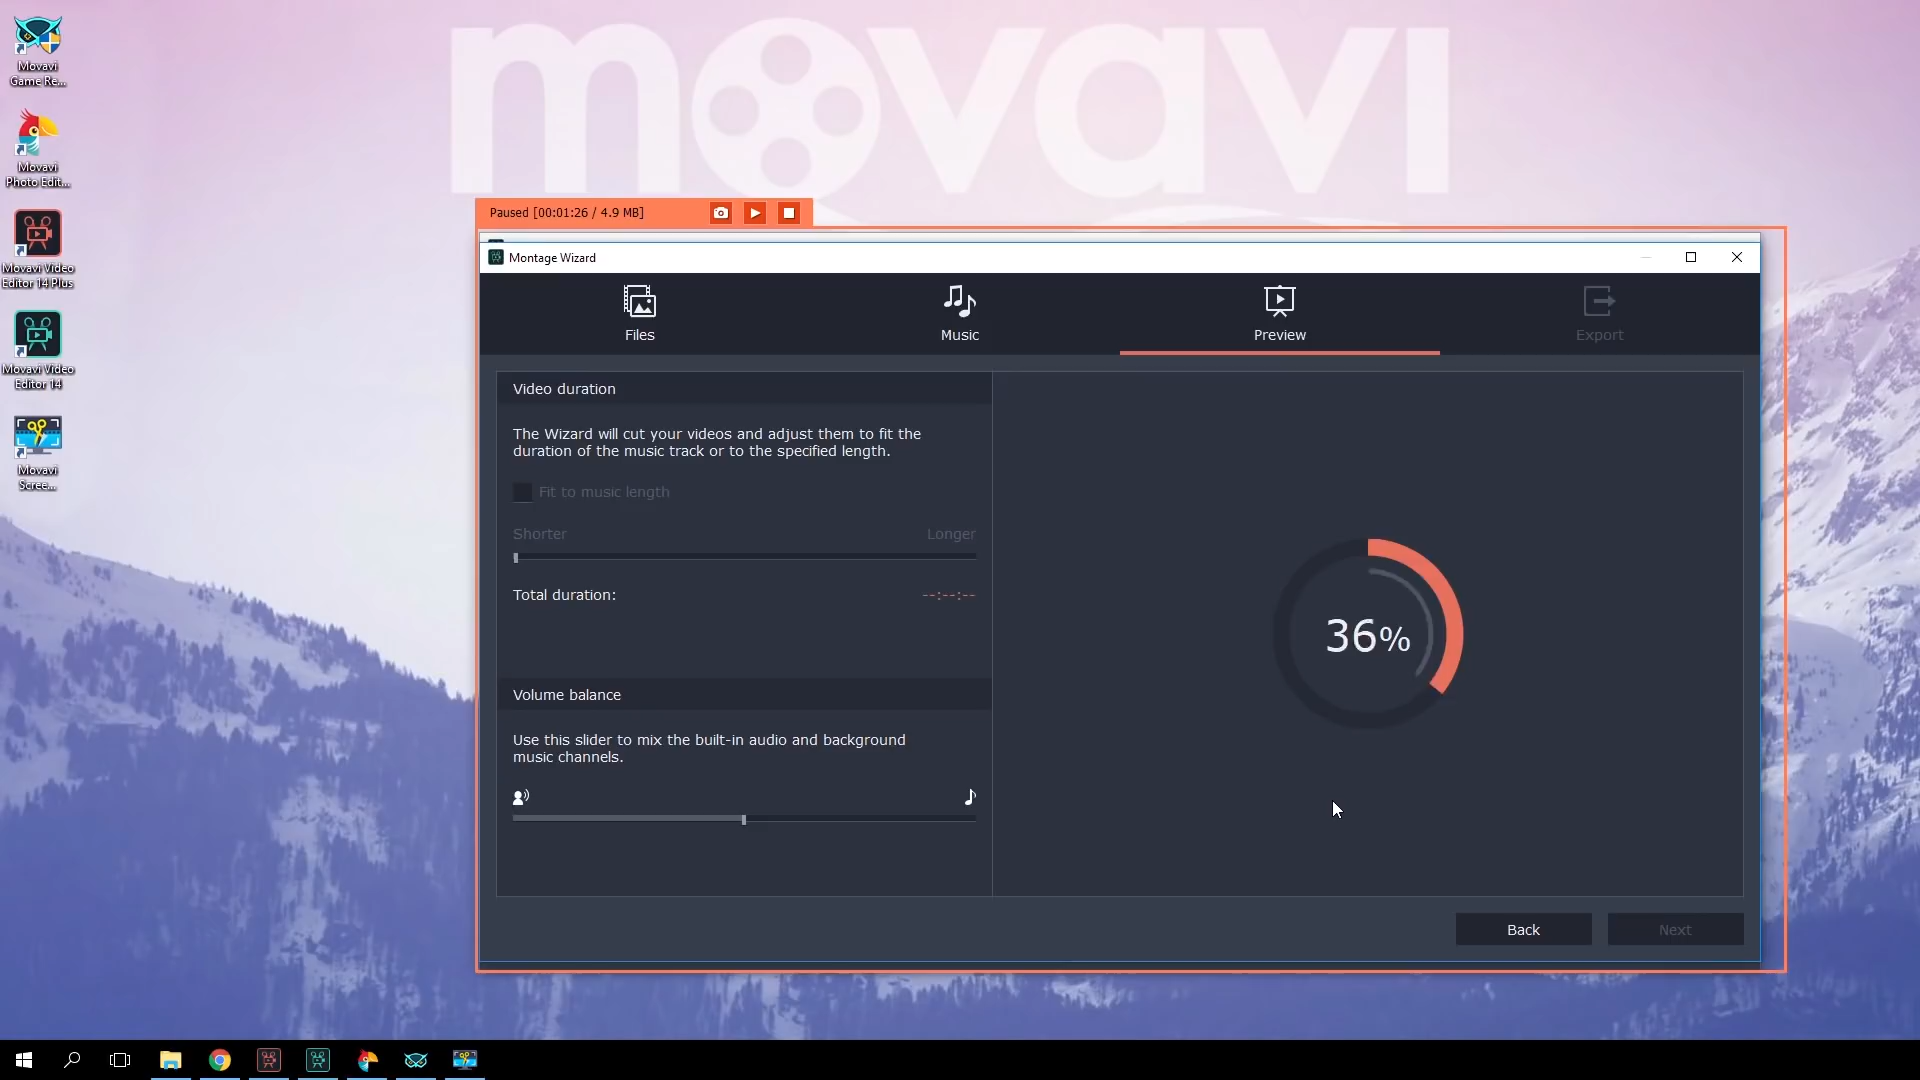 movavi
Movavi
Game Re...
Movavi
Photo Edit...
Movavi Video
Editor 14 Plus
Movavi Video
Editor 14
Movavi
Scree...
Paused [00:01:26 / 4.9 MB]
Montage Wizard
Files
Music
Preview
Export
Video duration
The Wizard will cut your videos and adjust them to fit the
duration of the music track or to the specified length.
Fit to music length
Shorter
Longer
Total duration:
--:--:--
36%
Volume balance
Use this slider to mix the built-in audio and background
music channels.
Back
Next